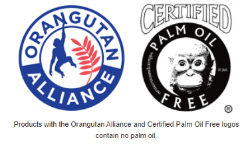 ORANGUTAN
ALLIANCE
CERTIFIED
PALM OIL
FREE
Products with the Orangutan Alliance and Certified Palm Oil Free logos
contain no palm oil.